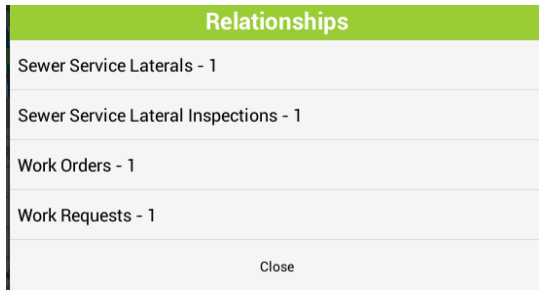 Relationships
Sewer Service Laterals - 1
Sewer Service Lateral Inspections - 1
Work Orders - 1
Work Requests - 1
Close